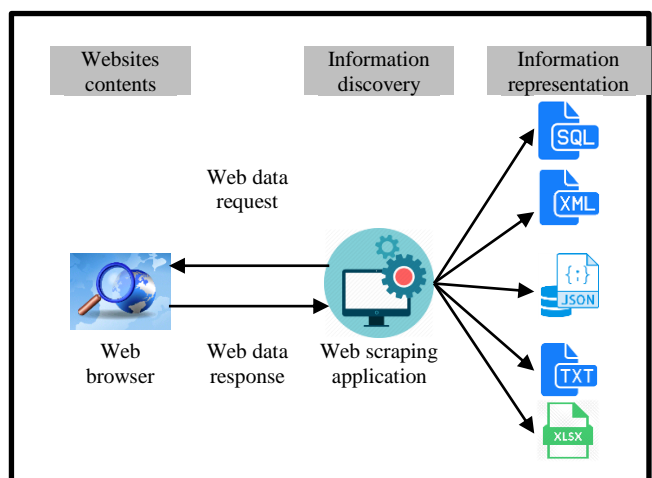 Websites
contents
Information
discovery
Information
representation
SQL
Web data
request
XML
{;}
JSON
Web
browser
Web data
response
Web scraping
application
TXT
XLSX